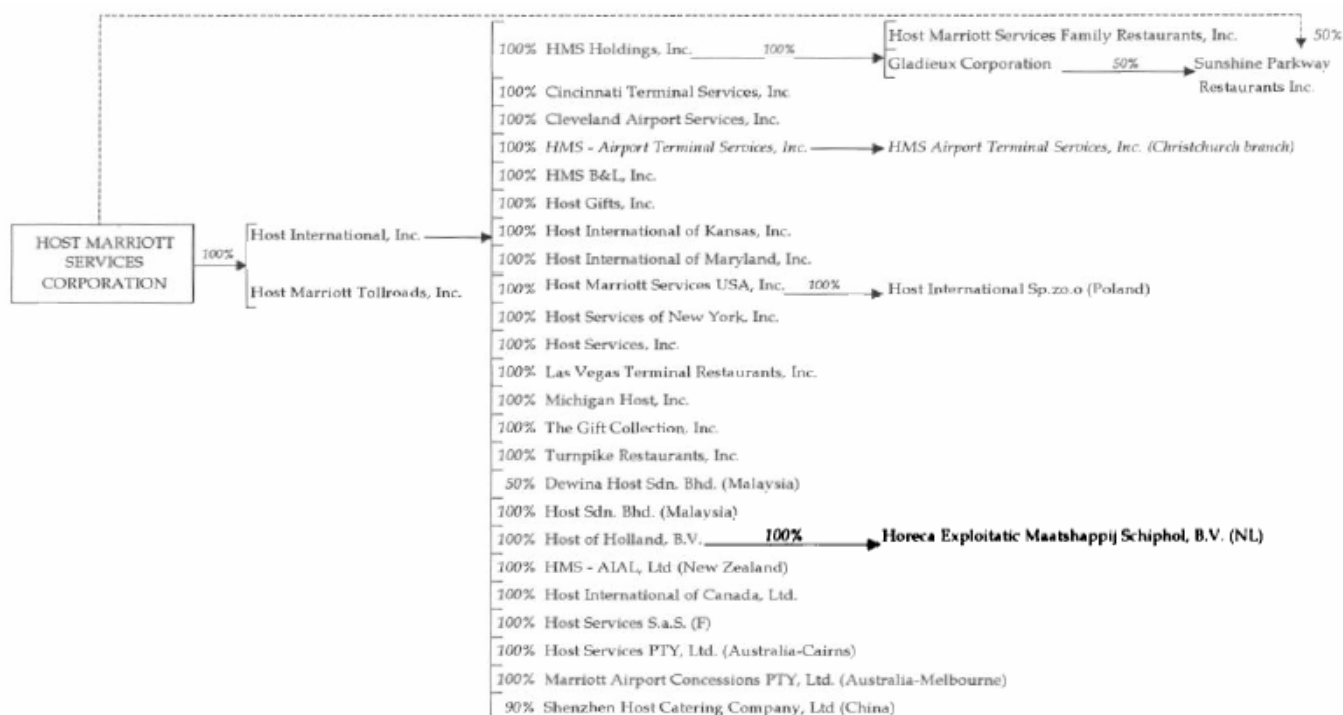 50%
Host Marriott Services Family Restaurants, Inc.
100% HMS Holdings, Inc. 100%
Gladieux Corporation 50% Sunshine Parkway
Restaurants Inc.
100% Cincinnati Terminal Services, Inc
100% Cleveland Airport Services, Inc.
100% HMS - Airport Terminal Services, Inc. HMS Airport Terminal Services, Inc. (Christchurch branch)
100% HMS B&L, Inc.
100% Host Gifts, Inc.
HOST MARRIOTT
SERVICES
CORPORATION
100%
Host International, Inc.
Host Marriott Tollroads, Inc.
100% Host International of Kansas, Inc.
100% Host International of Maryland, Inc.
100% Host Marriott Services USA, Inc. 100% Host International Sp.zo.o (Poland)
100% Host Services of New York, Inc.
100% Host Services, Inc.
100% Las Vegas Terminal Restaurants, Inc.
100% Michigan Host, Inc.
100% The Gift Collection, Inc.
100% Turnpike Restaurants, Inc.
50% Dewina Host Sdn. Bhd. (Malaysia)
100% Host Sdn. Bhd. (Malaysia)
100% Host of Holland, B.V. 100% Horeca Exploitatic Maatshappij Schiphol, B.V. (NL)
100% HMS - AIAL, Ltd (New Zealand)
100% Host International of Canada, Ltd.
100% Host Services S.a.S. (F)
100% Host Services PTY, Ltd. (Australia-Cairns)
100% Marriott Airport Concessions PTY, Ltd. (Australia-Melbourne)
90% Shenzhen Host Catering Company, Ltd (China)